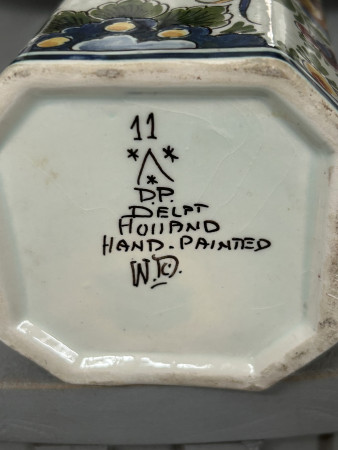 11
* Λ *
*
D.P.
DELFT
HOllAND
HAND-PAINTED